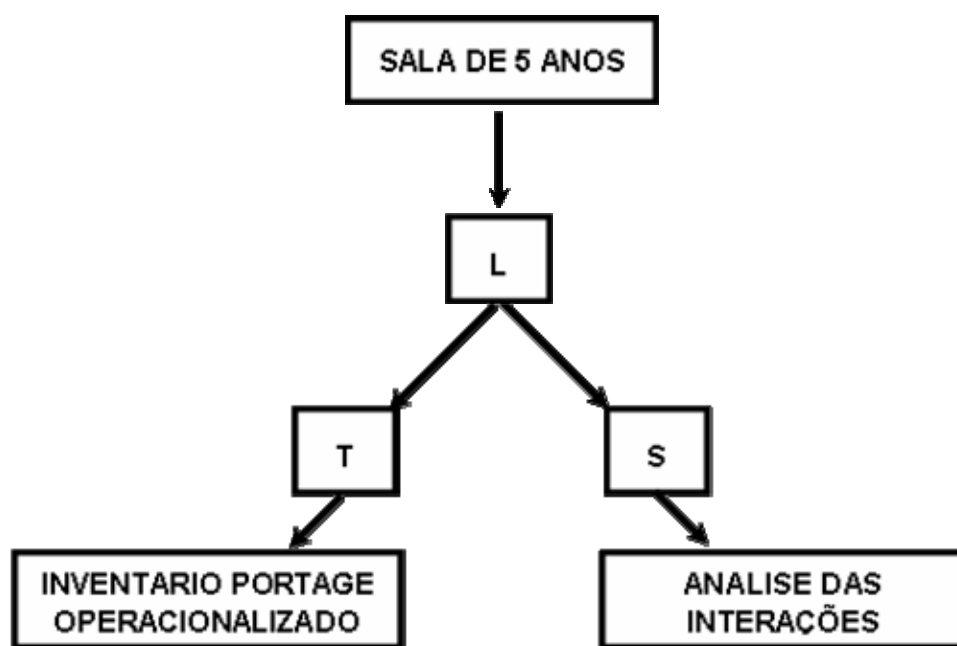 SALA DE 5 ANOS
L
T
S
INVENTARIO PORTAGE
OPERACIONALIZADO
ANALISE DAS
INTERAÇÕES